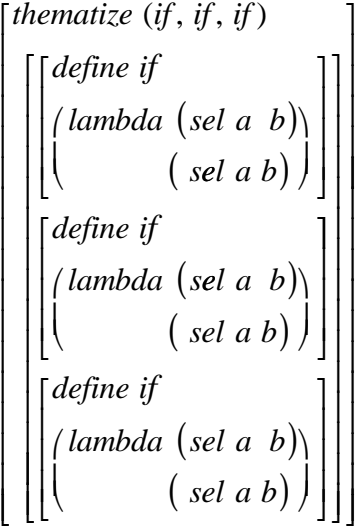 thematize (if, if, if)
define if
(lambda (sel a b)
( sel a b) )
define if
(lambda (sel a b)
( sel a b) )
define if
(lambda (sel a b)
( sel a b) )